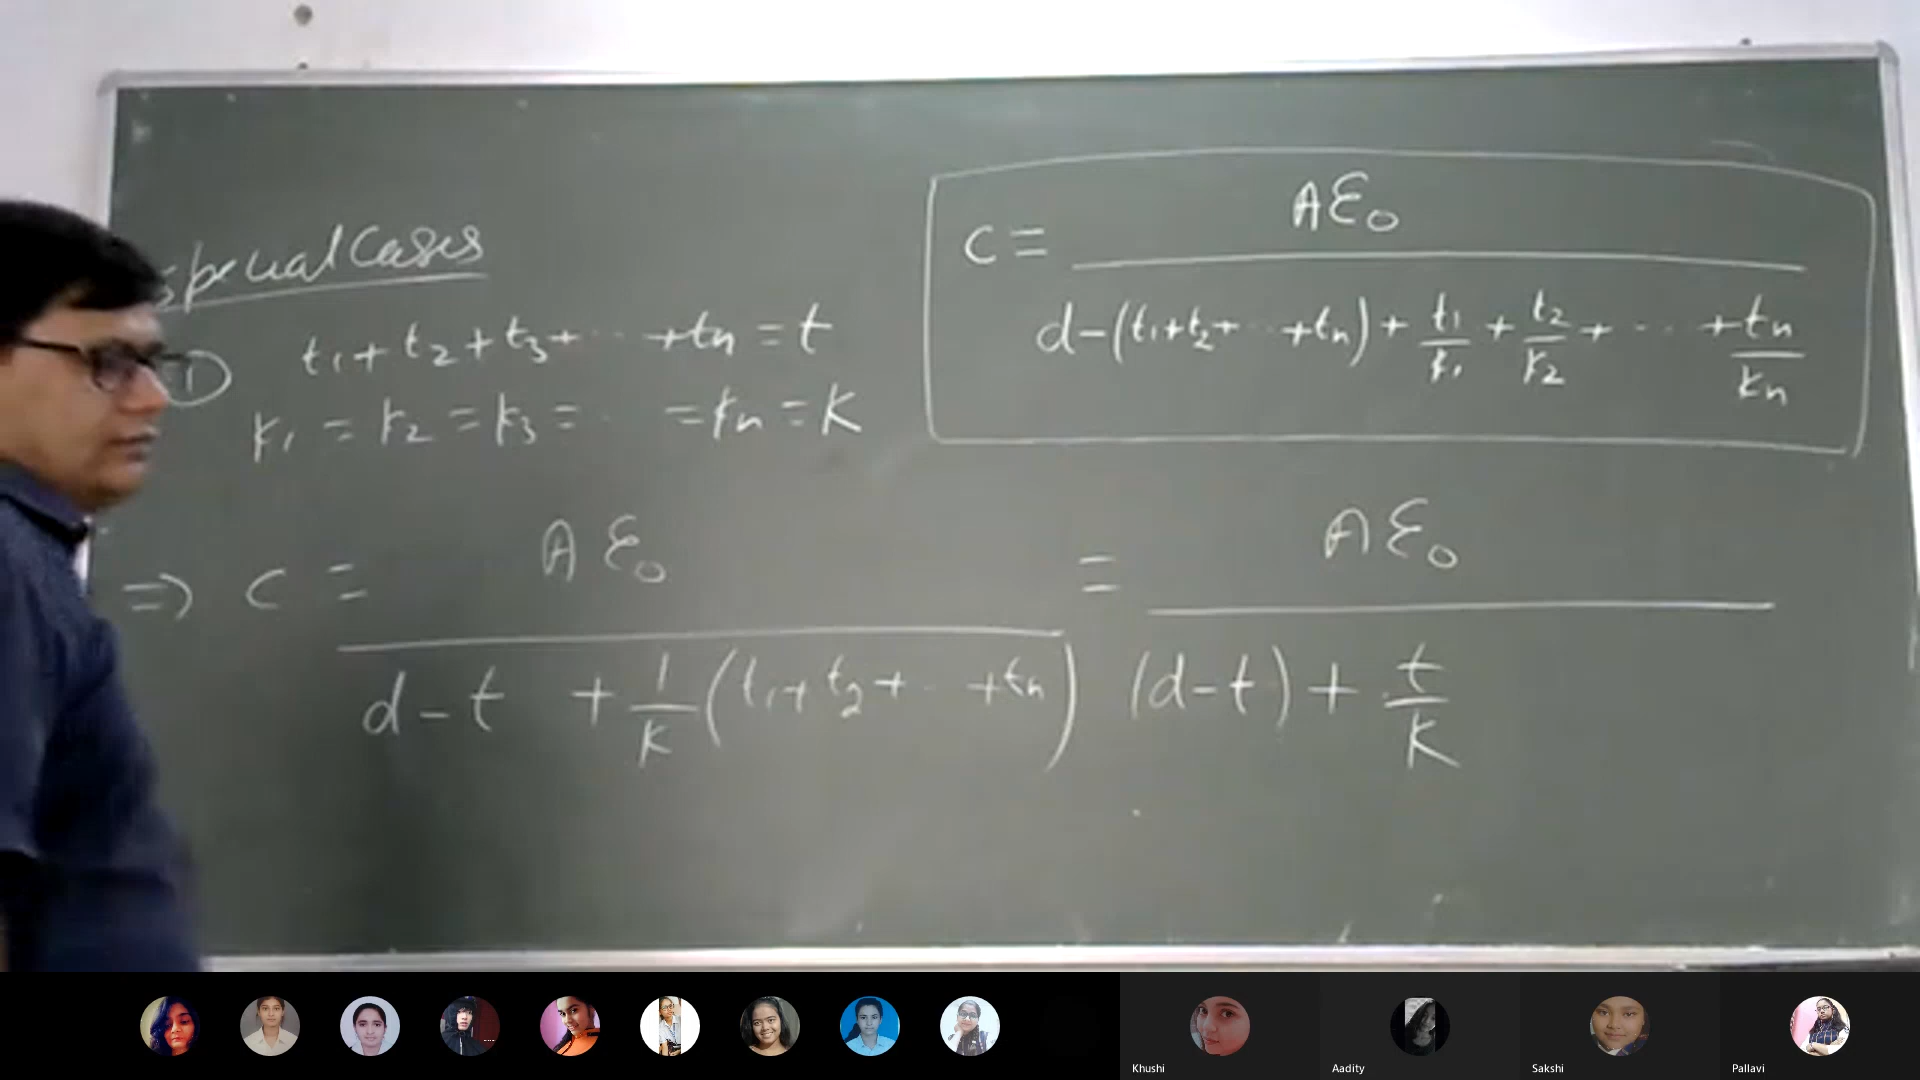 special Cases
① t₁+t₂+t₃+ ·· +tn = t
k₁ = k₂ = k₃ = · = kn = K
C = Aε₀ / (d-(t₁+t₂+ ·· +tn) + t₁/k₁ + t₂/k₂ + ··· + tn/kn)
⇒ C = Aε₀ / (d-t + 1/k (t₁+t₂+ ·· +tn)) = Aε₀ / ((d-t) + t/k)
Khushi
Aadity
Sakshi
Pallavi